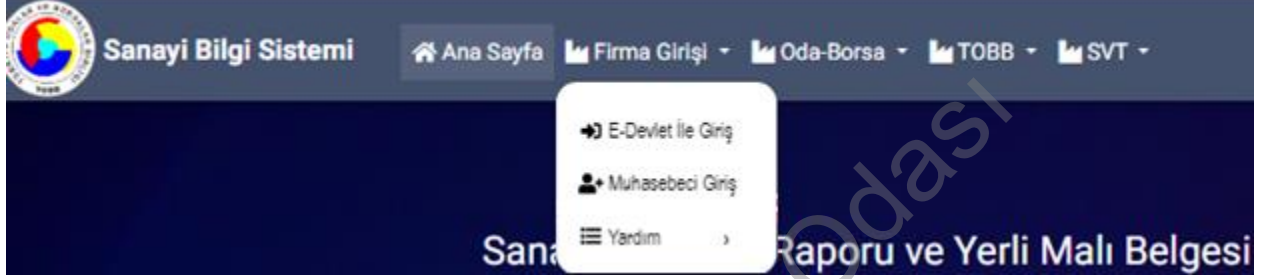 Sanayi Bilgi Sistemi Ana Sayfa Firma Girişi Oda-Borsa TOBB SVT
E-Devlet İle Giriş
Muhasebeci Giriş
Yardım
Sana Raporu ve Yerli Malı Belgesi
Odası